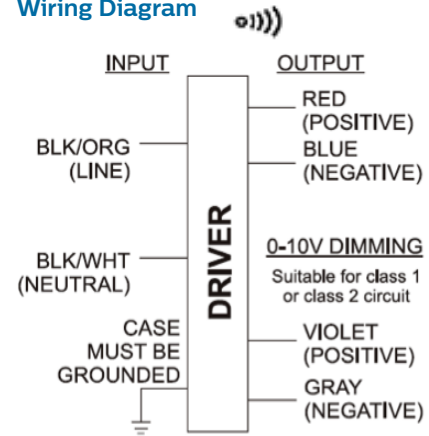 Wiring Diagram
INPUT
BLK/ORG
(LINE)
BLK/WHT
(NEUTRAL)
CASE
MUST BE
GROUNDED
DRIVER
OUTPUT
RED
(POSITIVE)
BLUE
(NEGATIVE)
0-10V DIMMING
Suitable for class 1
or class 2 circuit
VIOLET
(POSITIVE)
GRAY
(NEGATIVE)